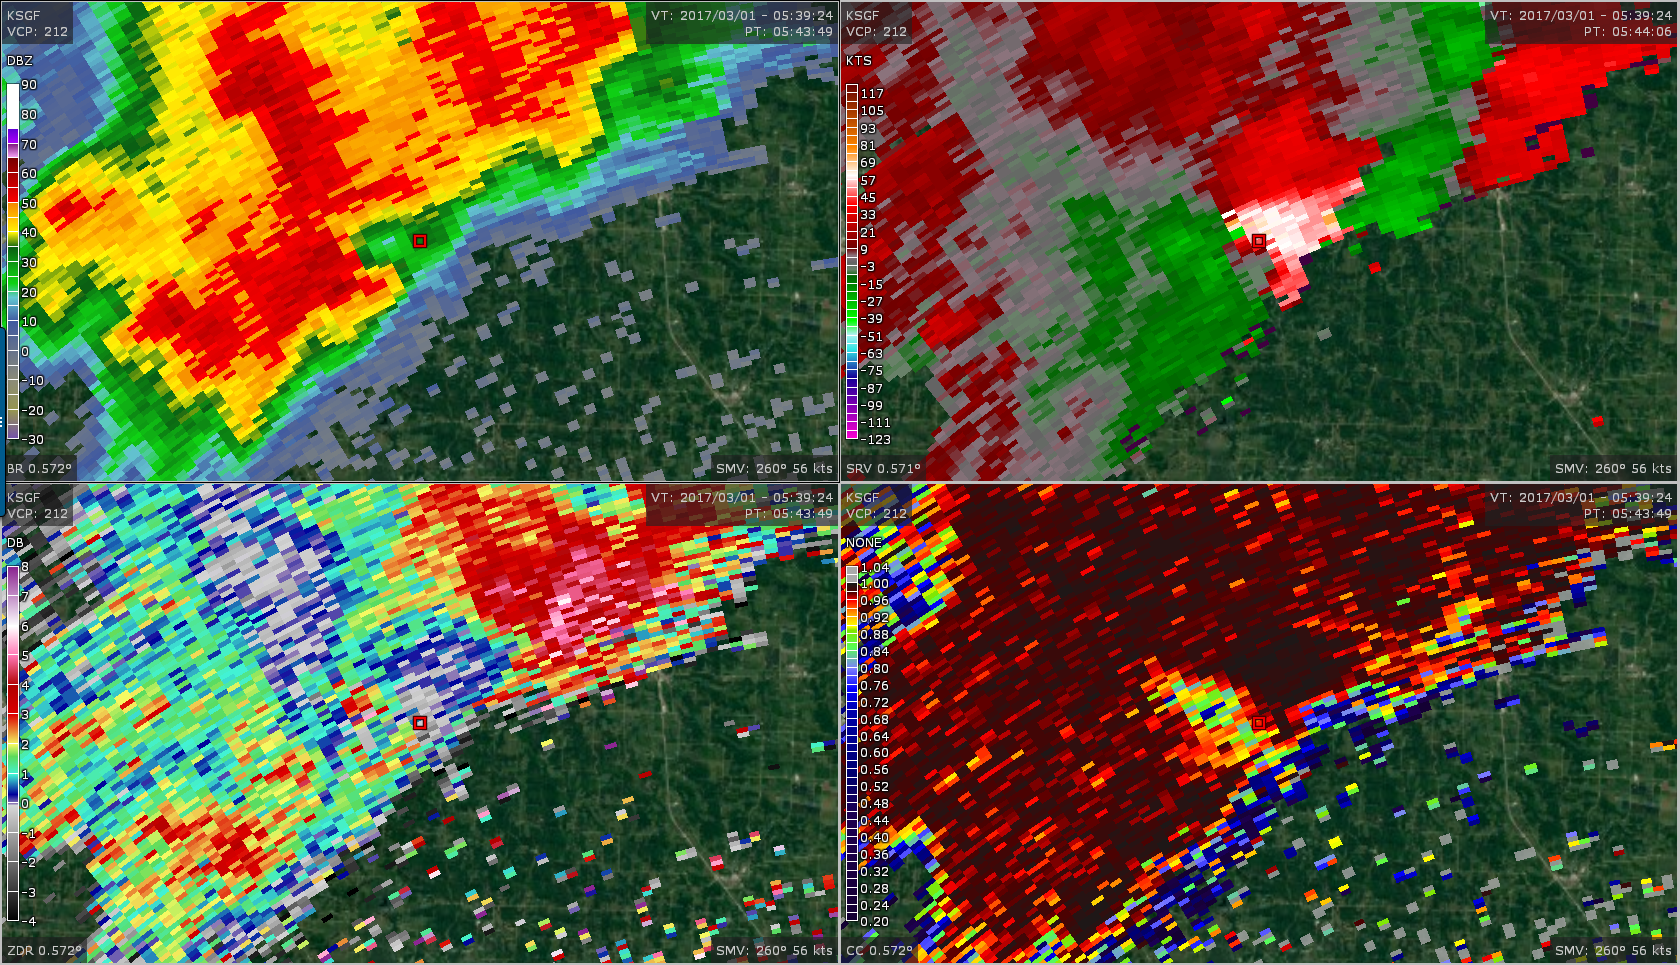 KSGF
VCP: 212
VT: 2017/03/01 - 05:39:24
PT: 05:43:49
DBZ
90
80
70
60
50
40
30
20
10
0
-10
-20
-30
BR 0.572°
SMV: 260° 56 kts
KSGF
VCP: 212
VT: 2017/03/01 - 05:39:24
PT: 05:44:06
KTS
117
105
93
81
69
57
45
33
21
9
-3
-15
-27
-39
-51
-63
-75
-87
-99
-111
-123
SRV 0.571°
SMV: 260° 56 kts
KSGF
VCP: 212
VT: 2017/03/01 - 05:39:24
PT: 05:43:49
DB
8
7
6
5
4
3
2
1
0
-1
-2
-3
-4
ZDR 0.572°
SMV: 260° 56 kts
KSGF
VCP: 212
VT: 2017/03/01 - 05:39:24
PT: 05:43:49
NONE
1.04
1.00
0.96
0.92
0.88
0.84
0.80
0.76
0.72
0.68
0.64
0.60
0.56
0.52
0.48
0.44
0.40
0.36
0.32
0.28
0.24
0.20
CC 0.572°
SMV: 260° 56 kts